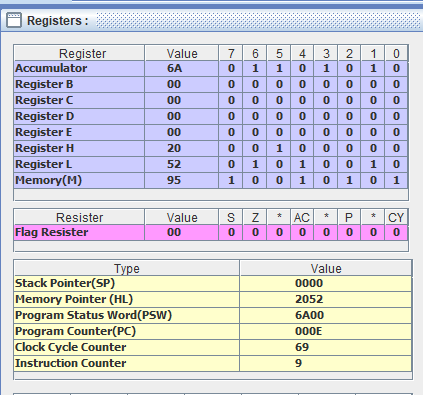 Registers :
Register Value 7 6 5 4 3 2 1 0
Accumulator 6A 0 1 1 0 1 0 1 0
Register B 00 0 0 0 0 0 0 0 0
Register C 00 0 0 0 0 0 0 0 0
Register D 00 0 0 0 0 0 0 0 0
Register E 00 0 0 0 0 0 0 0 0
Register H 20 0 0 1 0 0 0 0 0
Register L 52 0 1 0 1 0 0 1 0
Memory(M) 95 1 0 0 1 0 1 0 1
Resister Value S Z * AC * P * CY
Flag Resister 00 0 0 0 0 0 0 0 0
Type Value
Stack Pointer(SP) 0000
Memory Pointer (HL) 2052
Program Status Word(PSW) 6A00
Program Counter(PC) 000E
Clock Cycle Counter 69
Instruction Counter 9